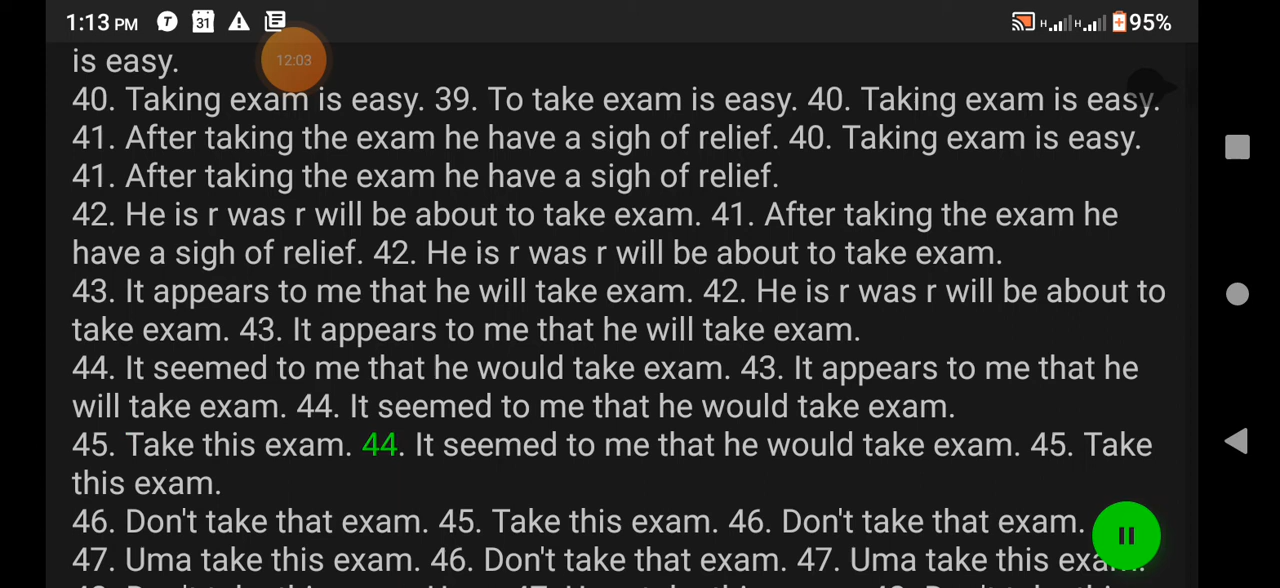 1:13 PM 31 H H 95%
12:03
is easy.
40. Taking exam is easy. 39. To take exam is easy. 40. Taking exam is easy.
41. After taking the exam he have a sigh of relief. 40. Taking exam is easy.
41. After taking the exam he have a sigh of relief.
42. He is r was r will be about to take exam. 41. After taking the exam he
have a sigh of relief. 42. He is r was r will be about to take exam.
43. It appears to me that he will take exam. 42. He is r was r will be about to
take exam. 43. It appears to me that he will take exam.
44. It seemed to me that he would take exam. 43. It appears to me that he
will take exam. 44. It seemed to me that he would take exam.
45. Take this exam. 44. It seemed to me that he would take exam. 45. Take
this exam.
46. Don't take that exam. 45. Take this exam. 46. Don't take that exam.
47. Uma take this exam. 46. Don't take that exam. 47. Uma take this exam.